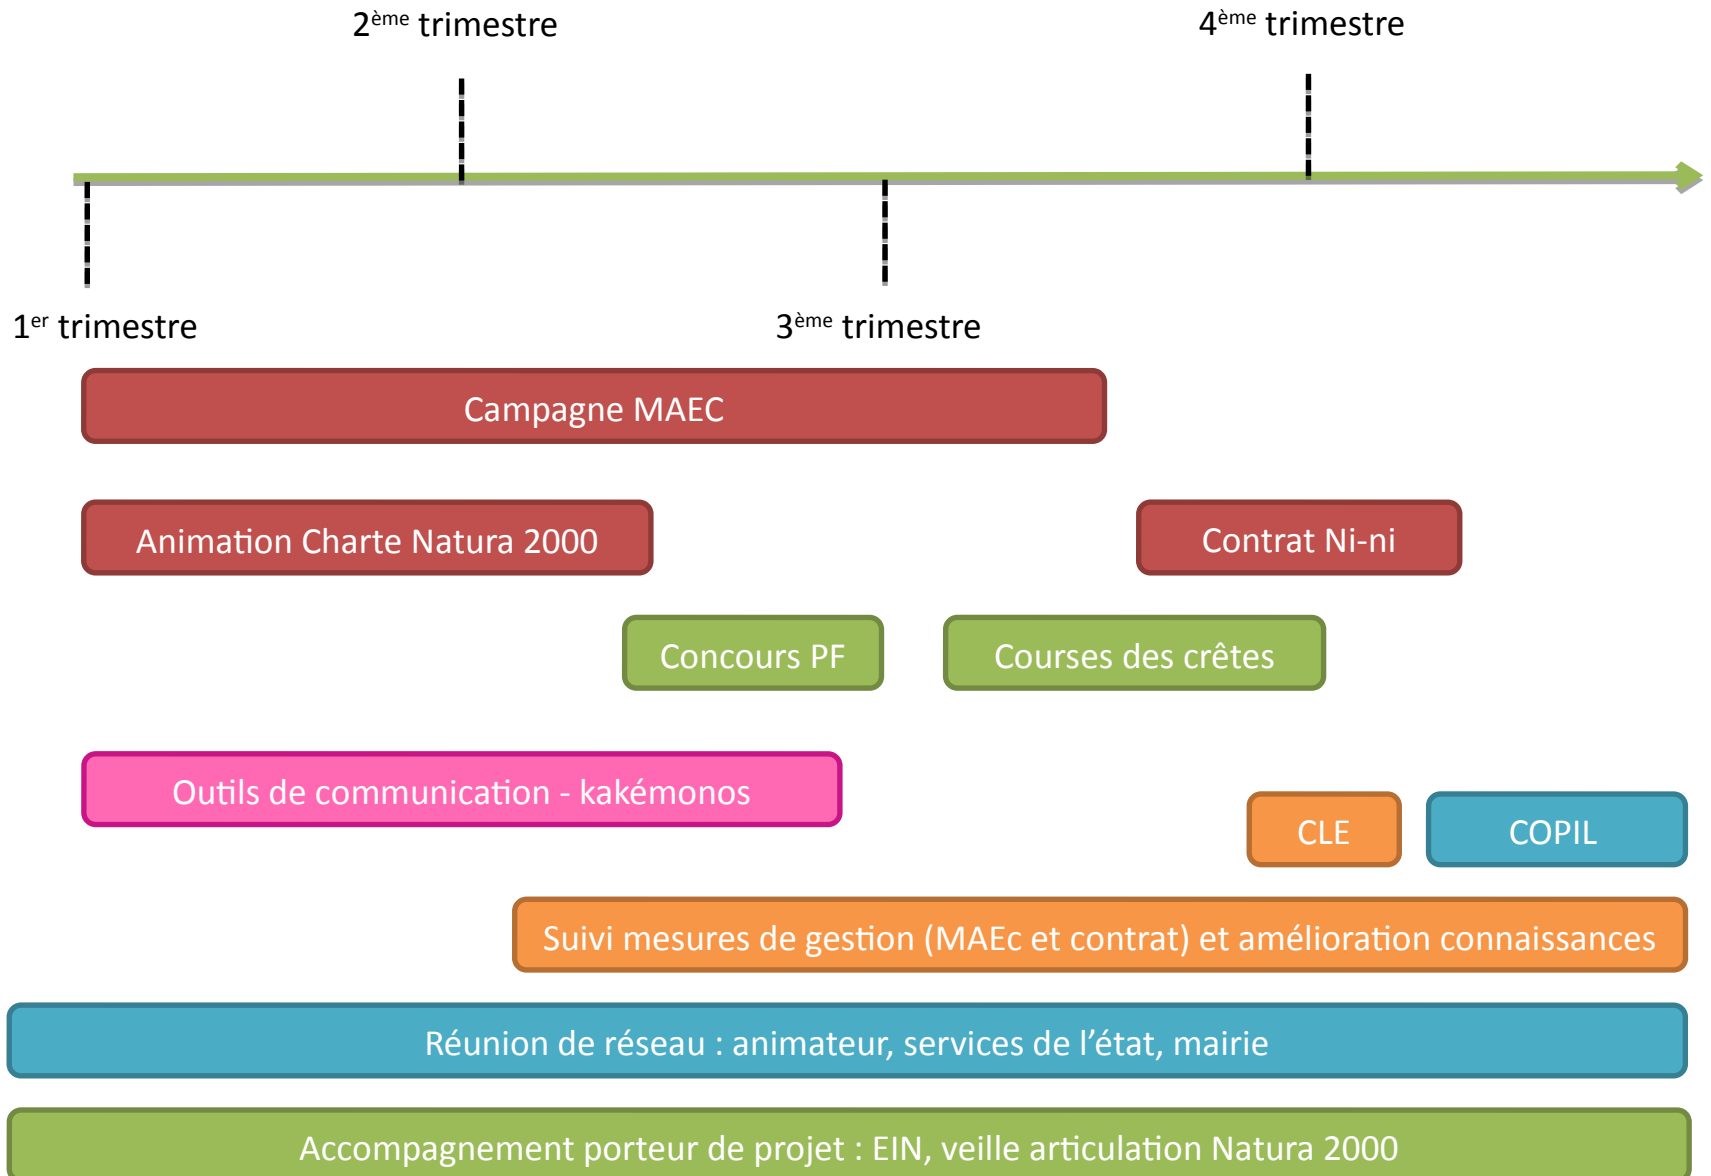 2ème trimestre
4ème trimestre
1er trimestre
3ème trimestre
Campagne MAEC
Animation Charte Natura 2000
Contrat Ni-ni
Concours PF
Courses des crêtes
Outils de communication - kakémonos
CLE
COPIL
Suivi mesures de gestion (MAEc et contrat) et amélioration connaissances
Réunion de réseau : animateur, services de l’état, mairie
Accompagnement porteur de projet : EIN, veille articulation Natura 2000